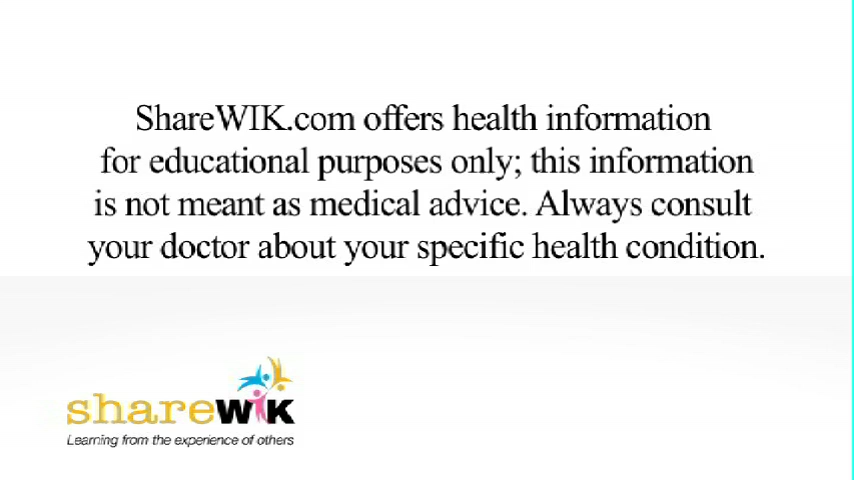 ShareWIK.com offers health information
for educational purposes only; this information
is not meant as medical advice. Always consult
your doctor about your specific health condition.
sharewiK
Learning from the experience of others